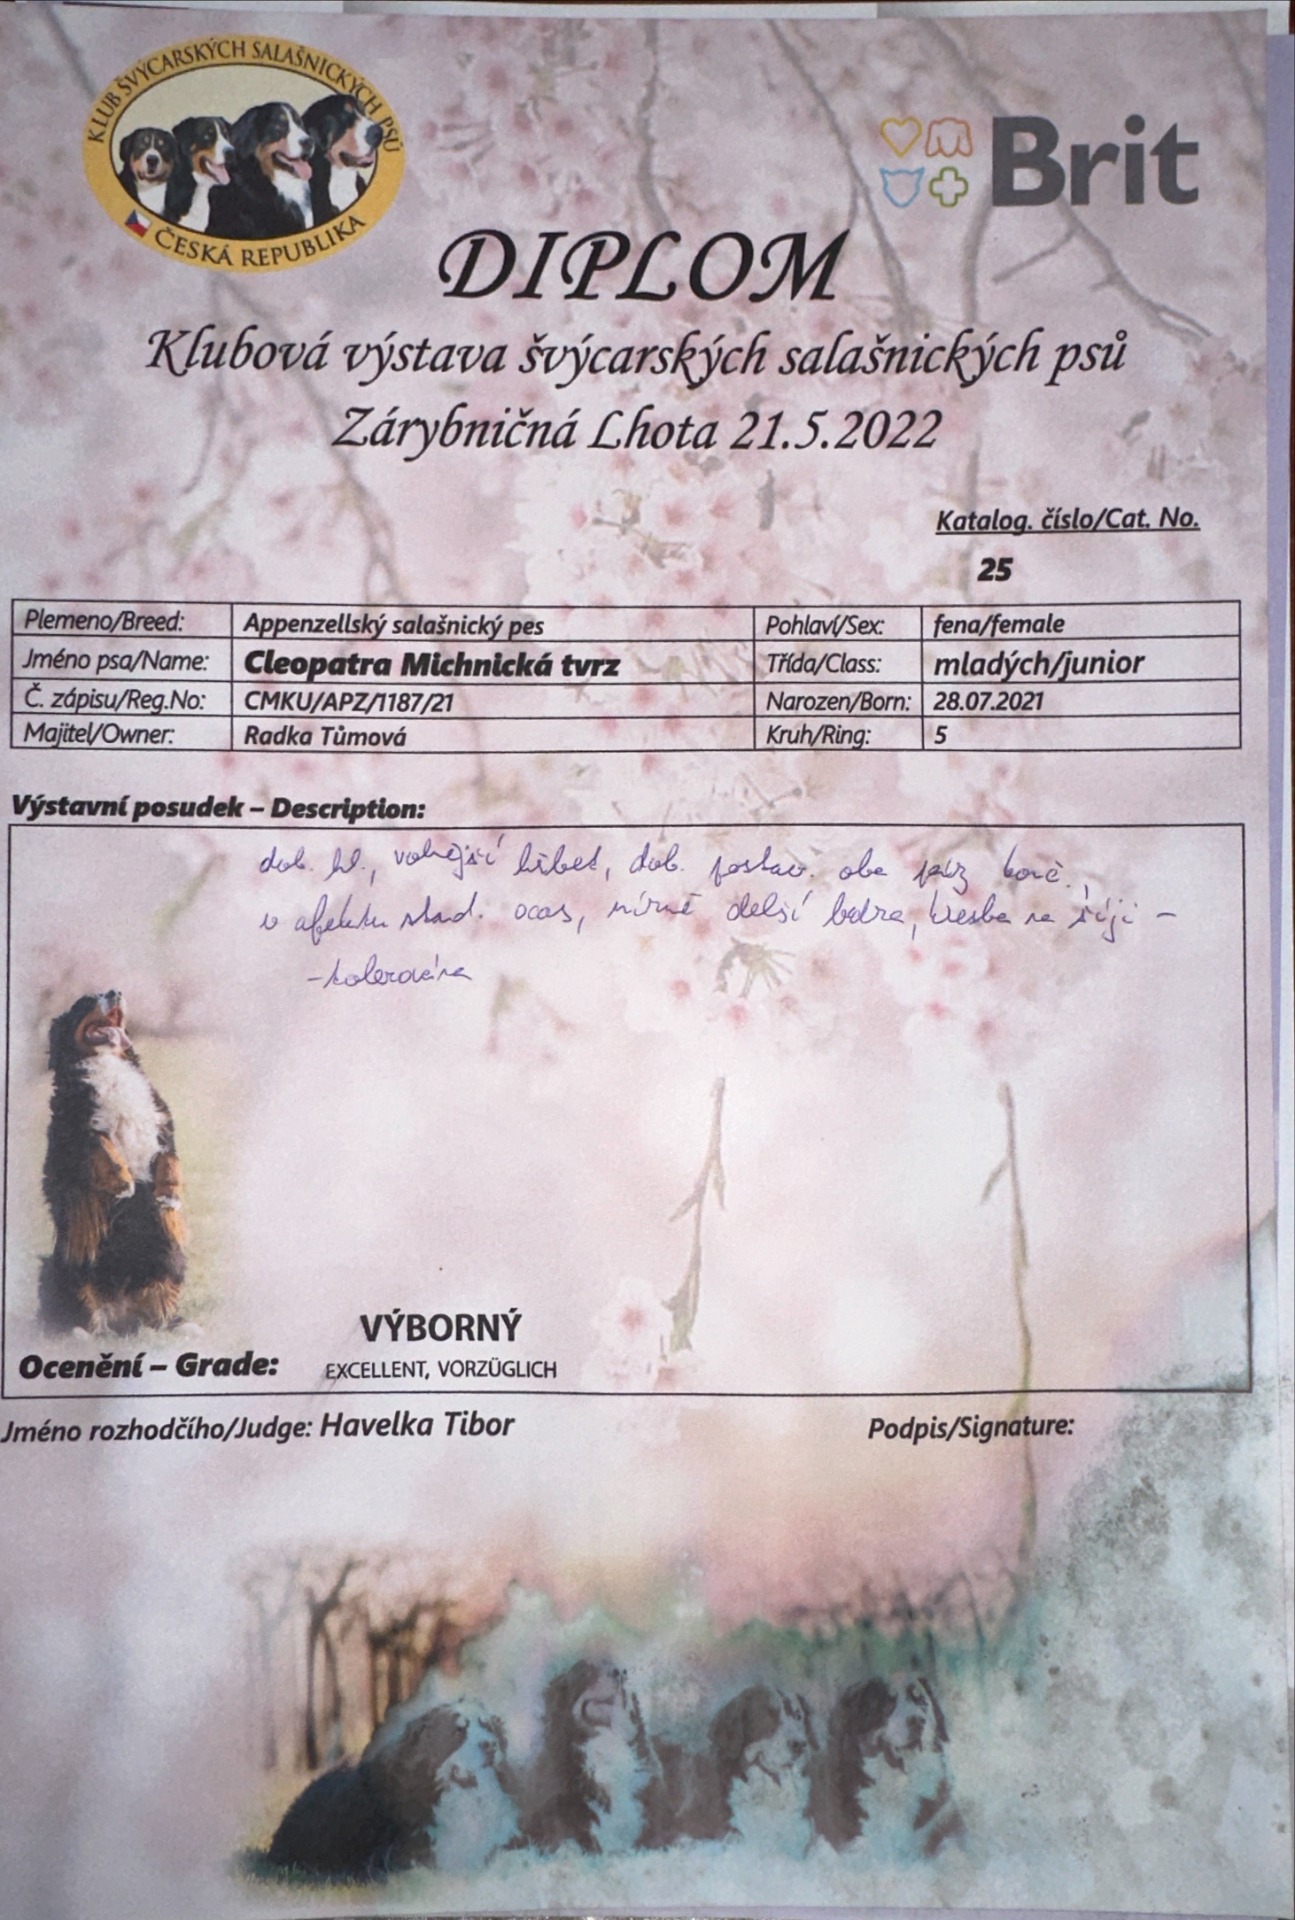 KLUB ŠVÝCARSKÝCH SALAŠNICKÝCH PSŮ
ČESKÁ REPUBLIKA
Brit
DIPLOM
Klubová výstava švýcarských salašnických psů
Zárybničná Lhota 21.5.2022
Katalog. číslo/Cat. No.
25
Plemeno/Breed: Appenzellský salašnický pes Pohlaví/Sex: fena/female
Jméno psa/Name: Cleopatra Michnická tvrz Třída/Class: mladých/junior
Č. zápisu/Reg.No: CMKU/APZ/1187/21 Narozen/Born: 28.07.2021
Majitel/Owner: Radka Tůmová Kruh/Ring: 5
Výstavní posudek – Description:
dob. hl., volnější hřbet, dob. postav. oba páry konč.,
v afektu stand. ocas, mírně delší bedra, kresba na šíji –
– tolerována
VÝBORNÝ
Ocenění – Grade: EXCELLENT, VORZÜGLICH
Jméno rozhodčího/Judge: Havelka Tibor Podpis/Signature: